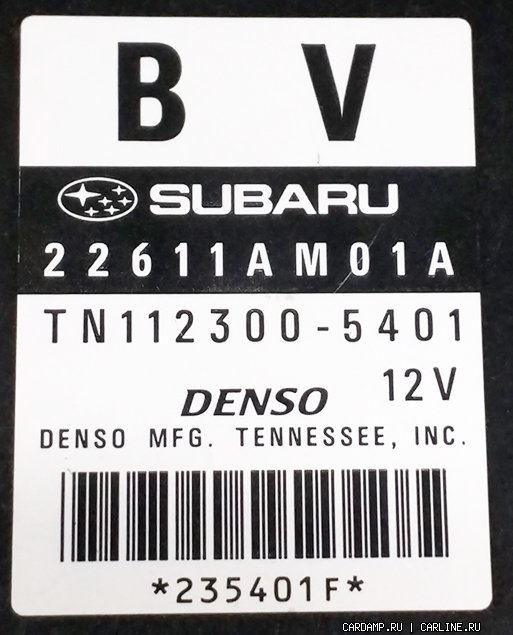 B V
SUBARU
22611AM01A
TN112300-5401
DENSO 12V
DENSO MFG. TENNESSEE, INC.
*235401F*
CARDAMP.RU | CARLINE.RU